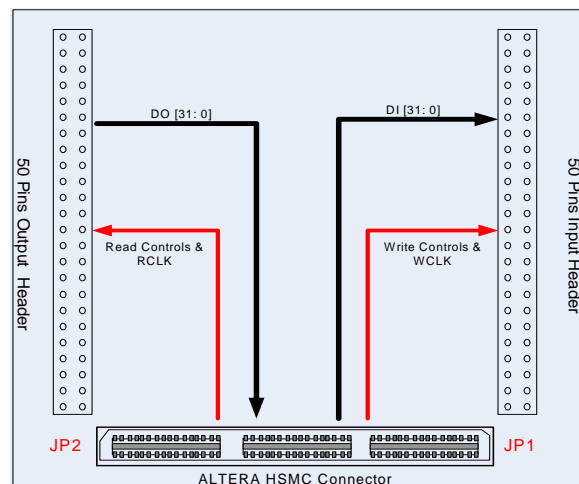 DO [31: 0]
DI [31: 0]
50 Pins Output Header
50 Pins Input Header
Read Controls &
RCLK
Write Controls &
WCLK
JP2
JP1
ALTERA HSMC Connector